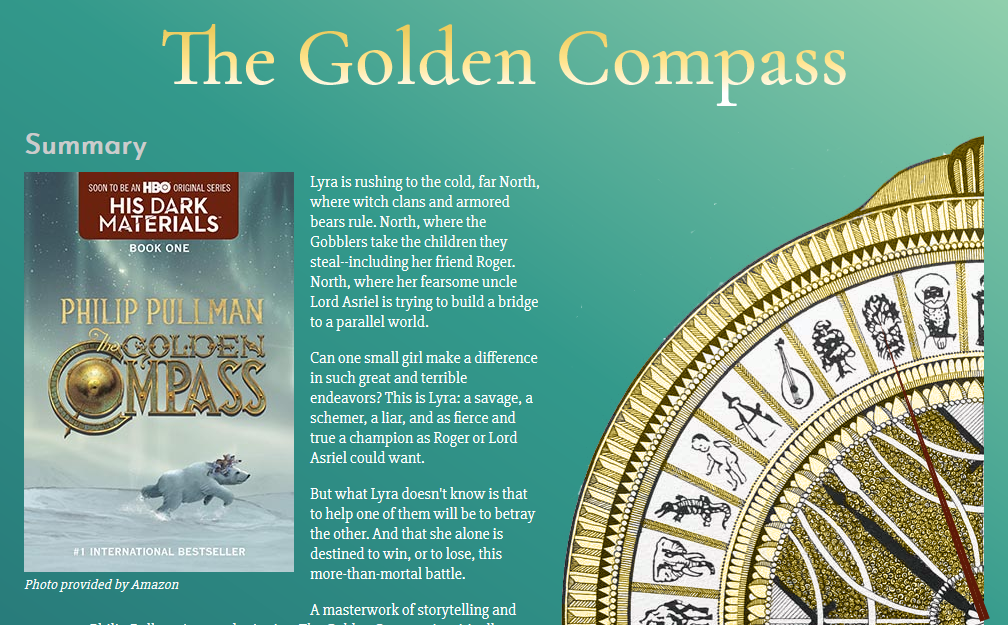 The Golden Compass
Summary
SOON TO BE AN HBO ORIGINAL SERIES
HIS DARK
MATERIALS
BOOK ONE
PHILIP PULLMAN
The GOLDEN
COMPASS
#1 INTERNATIONAL BESTSELLER
Photo provided by Amazon
Lyra is rushing to the cold, far North,
where witch clans and armored
bears rule. North, where the
Gobblers take the children they
steal--including her friend Roger.
North, where her fearsome uncle
Lord Asriel is trying to build a bridge
to a parallel world.
Can one small girl make a difference
in such great and terrible
endeavors? This is Lyra: a savage, a
schemer, a liar, and as fierce and
true a champion as Roger or Lord
Asriel could want.
But what Lyra doesn't know is that
to help one of them will be to betray
the other. And that she alone is
destined to win, or to lose, this
more-than-mortal battle.
A masterwork of storytelling and